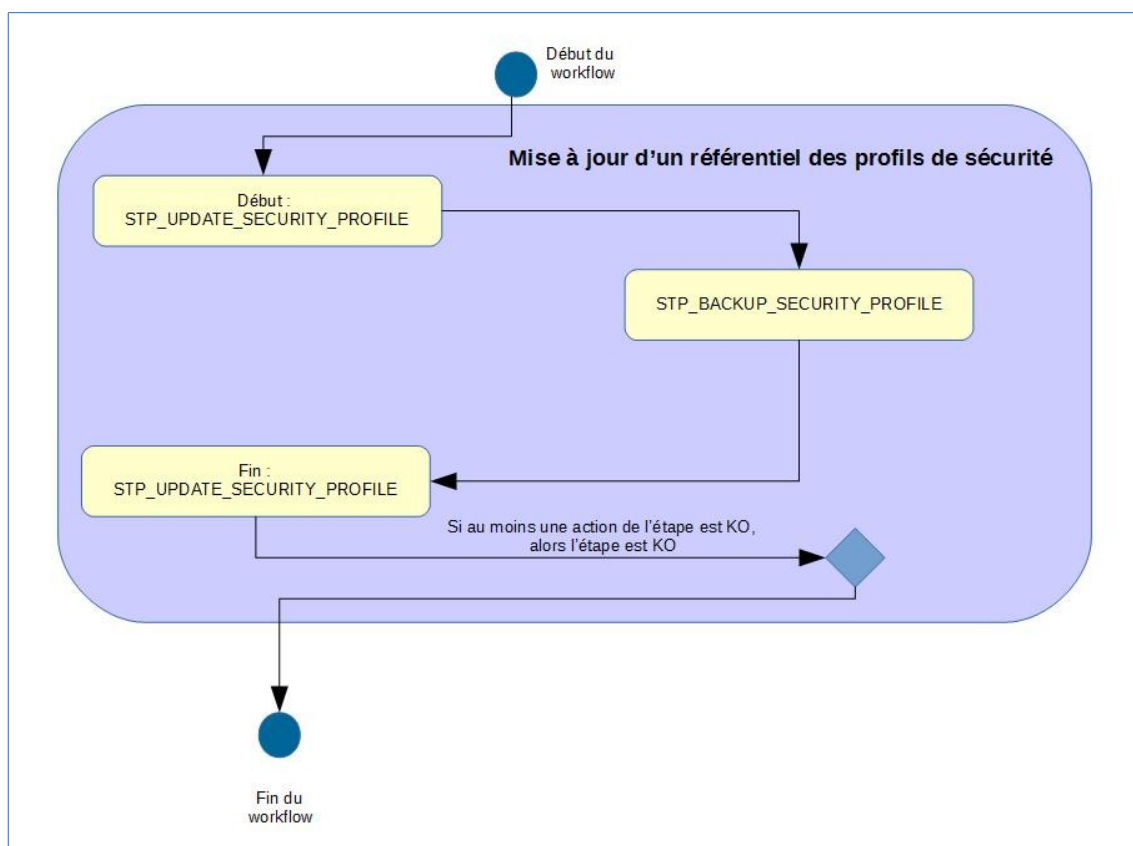 Début du
workflow
Mise à jour d’un référentiel des profils de sécurité
Début :
STP_UPDATE_SECURITY_PROFILE
STP_BACKUP_SECURITY_PROFILE
Fin :
STP_UPDATE_SECURITY_PROFILE
Si au moins une action de l’étape est KO,
alors l’étape est KO
Fin du
workflow